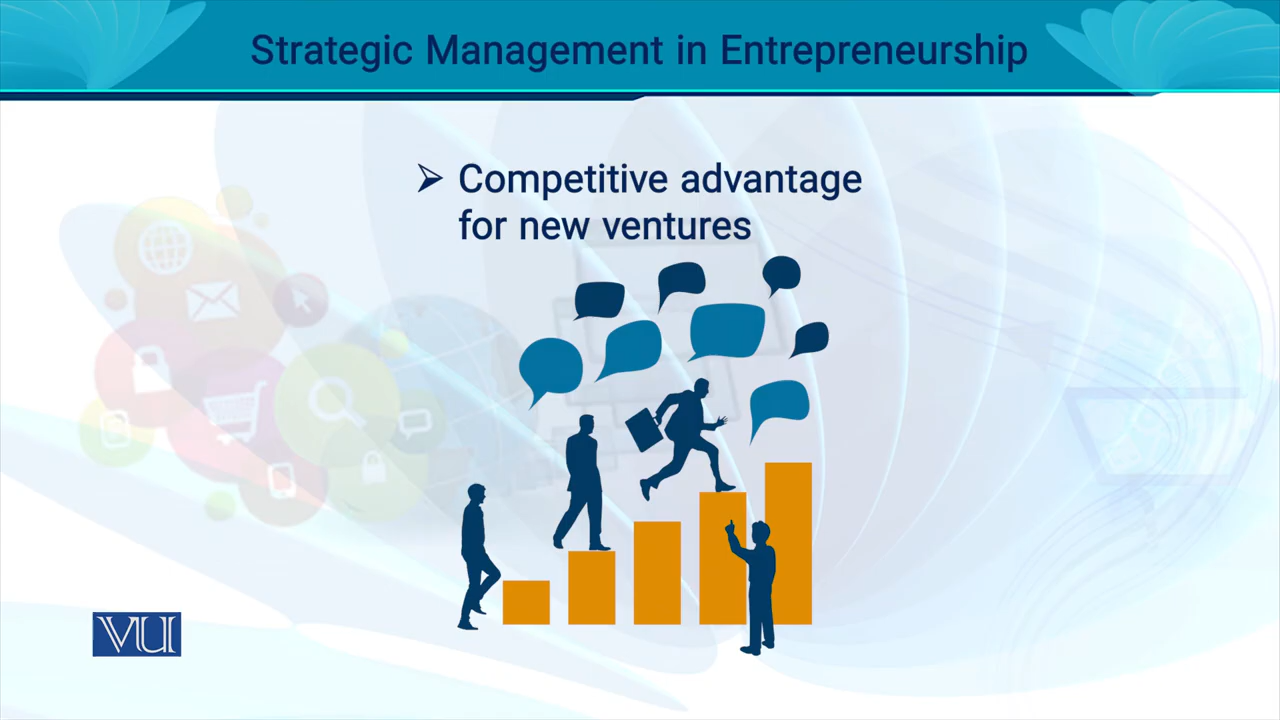 Strategic Management in Entrepreneurship
➢ Competitive advantage
for new ventures
VU